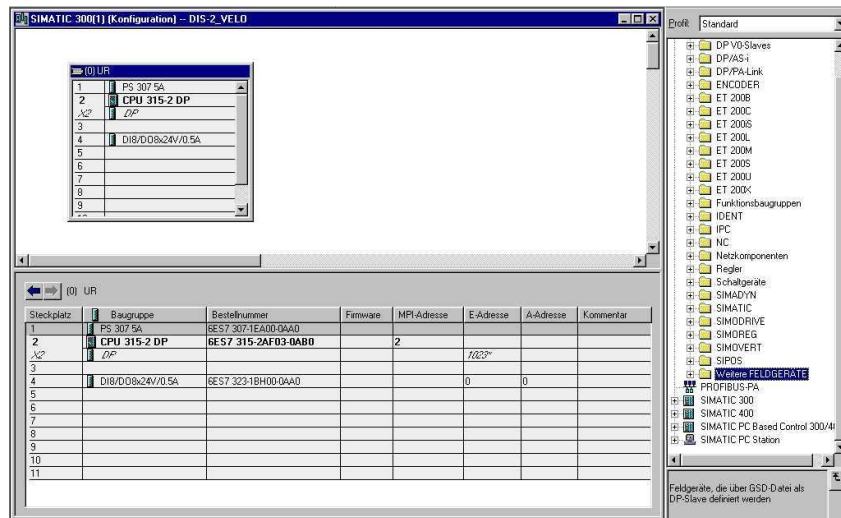 SIMATIC 300(1) (Konfiguration) -- DIS-2_VELO
(0) UR
1 PS 307 5A
2 CPU 315-2 DP
X2 DP
3
4 DI8/DO8x24V/0.5A
5
6
7
8
9
(0) UR
Steckplatz Baugruppe Bestellnummer Firmware MPI-Adresse E-Adresse A-Adresse Kommentar
1 PS 307 5A 6ES7 307-1EA00-0AA0
2 CPU 315-2 DP 6ES7 315-2AF03-0AB0 2
X2 DP 1023*
3
4 DI8/DO8x24V/0.5A 6ES7 323-1BH00-0AA0 0 0
5
6
7
8
9
10
11
Profil: Standard
DP V0-Slaves
DP/AS-i
DP/PA-Link
ENCODER
ET 200B
ET 200C
ET 200iS
ET 200L
ET 200M
ET 200S
ET 200U
ET 200X
Funktionsbaugruppen
IDENT
IPC
NC
Netzkomponenten
Regler
Schaltgeräte
SIMADYN
SIMATIC
SIMODRIVE
SIMOREG
SIMOVERT
SIPOS
Weitere FELDGERÄTE
PROFIBUS-PA
SIMATIC 300
SIMATIC 400
SIMATIC PC Based Control 300/4
SIMATIC PC Station
Feldgeräte, die über GSD-Datei als
DP-Slave definiert werden